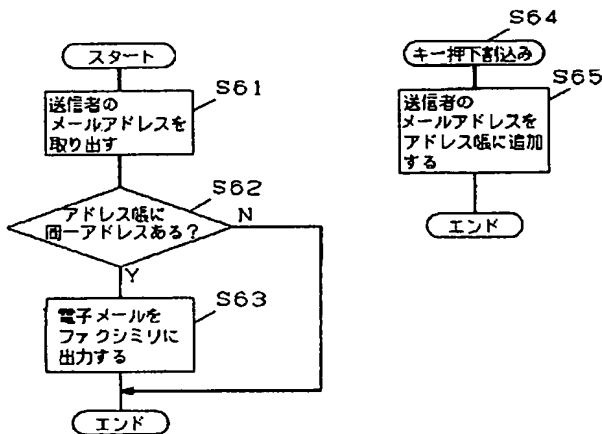 スタート
S61
送信者の
メールアドレスを
取り出す
S62
アドレス帳に
同一アドレスある？
N
Y
S63
電子メールを
ファクシミリに
出力する
エンド
S64
キー押下割込み
S65
送信者の
メールアドレスを
アドレス帳に追加
する
エンド